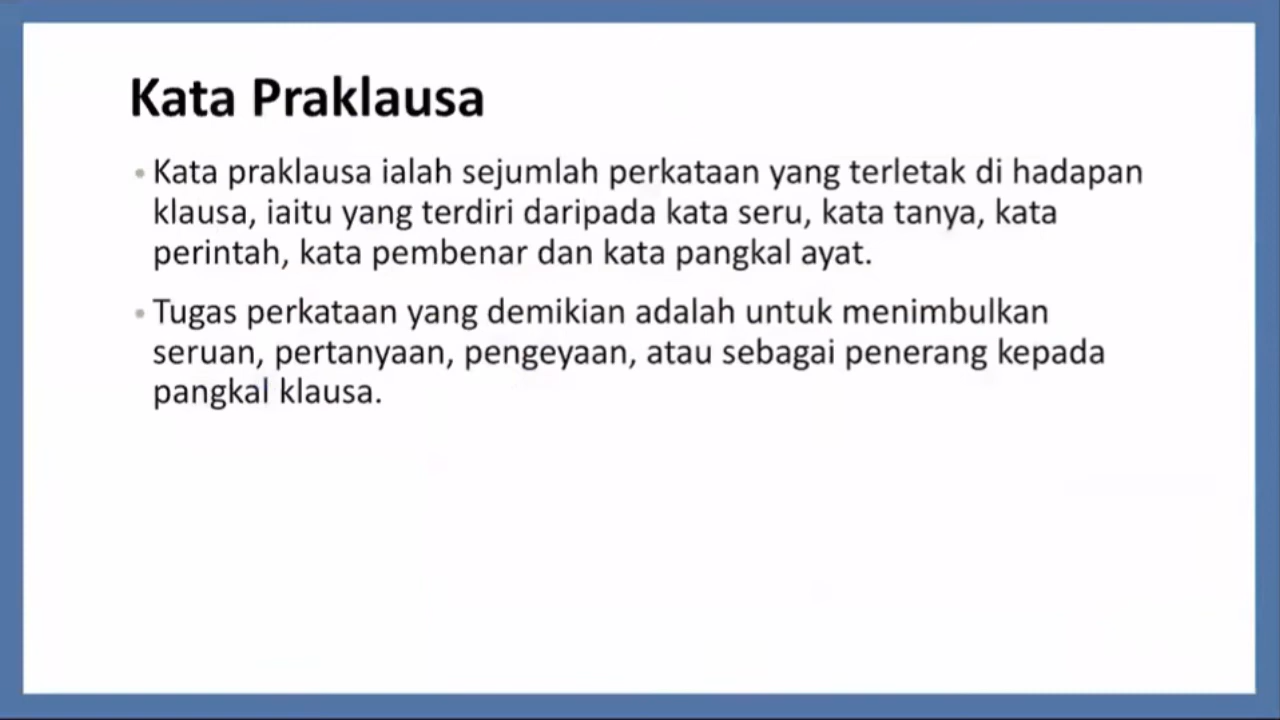 Kata Praklausa
• Kata praklausa ialah sejumlah perkataan yang terletak di hadapan
klausa, iaitu yang terdiri daripada kata seru, kata tanya, kata
perintah, kata pembenar dan kata pangkal ayat.
• Tugas perkataan yang demikian adalah untuk menimbulkan
seruan, pertanyaan, pengeyaan, atau sebagai penerang kepada
pangkal klausa.